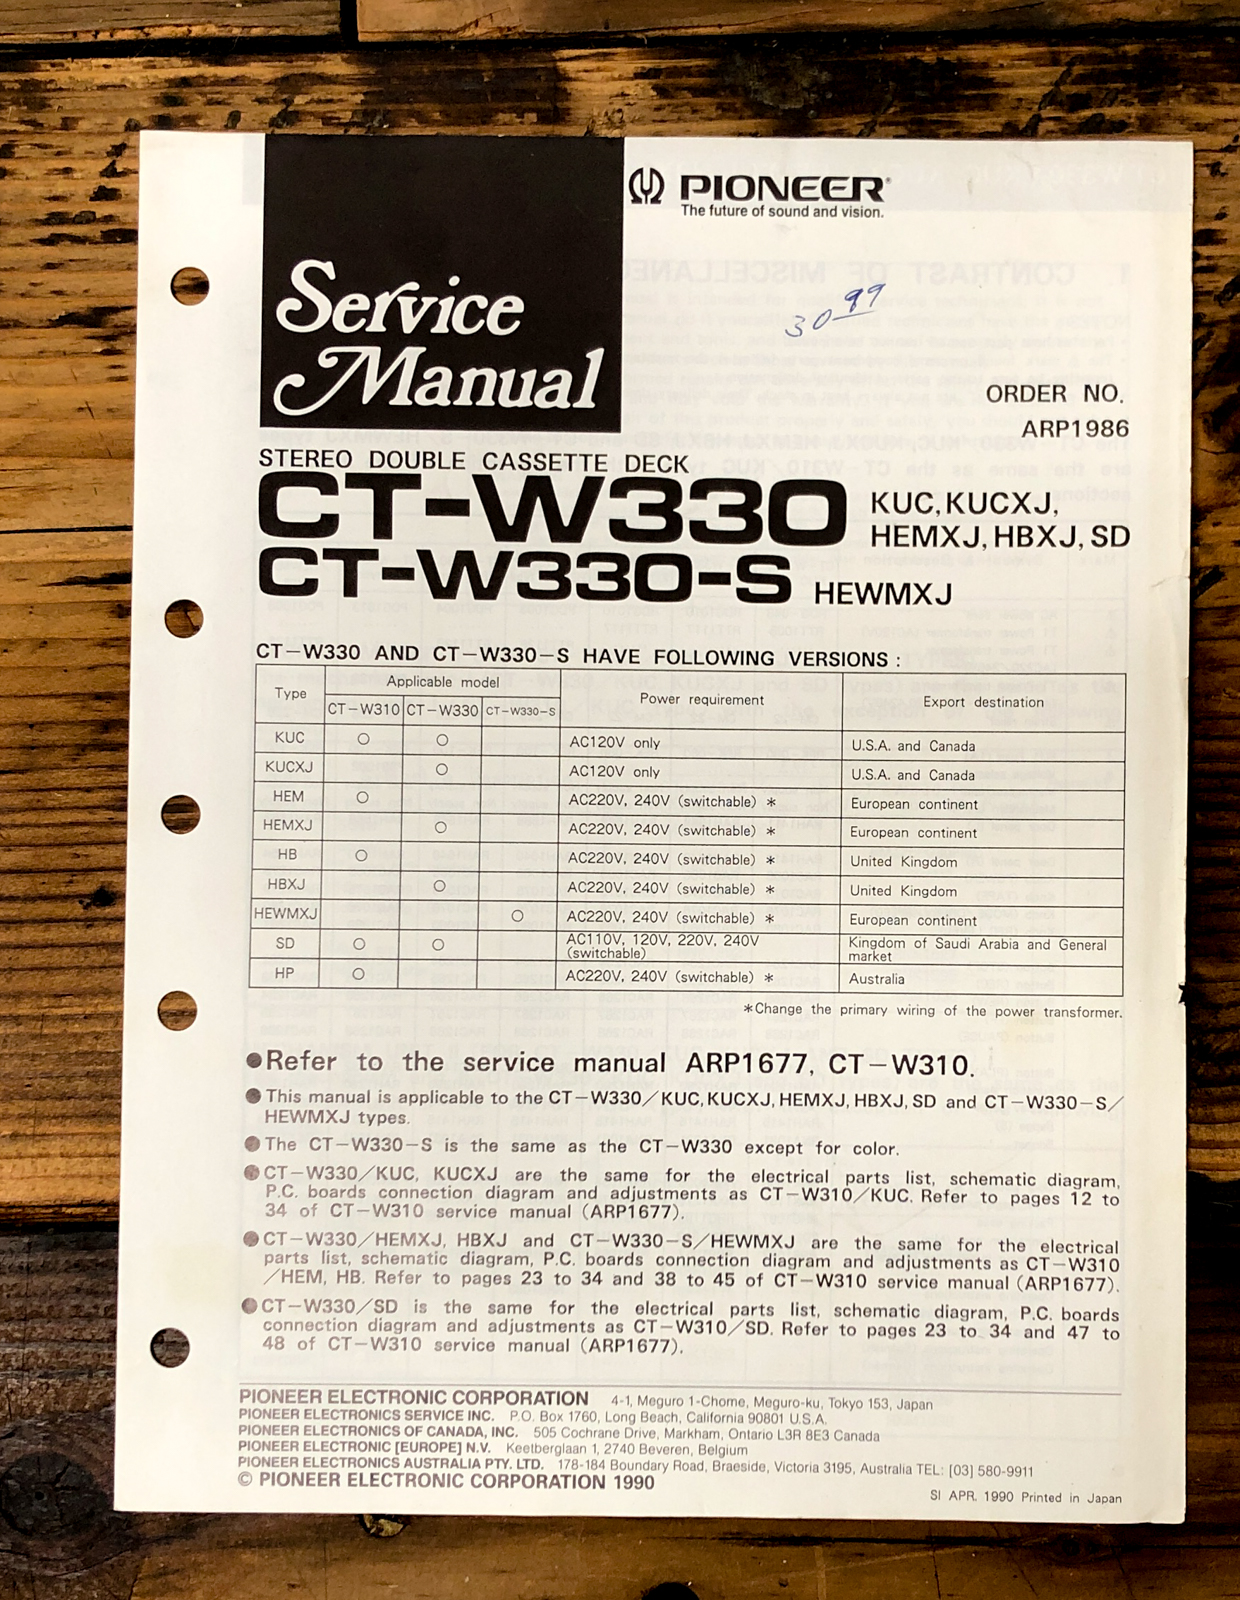 PIONEER®
The future of sound and vision.
Service
Manual
30 99
ORDER NO.
ARP1986
STEREO DOUBLE CASSETTE DECK
CT-W330 KUC, KUCXJ,
HEMXJ, HBXJ, SD
CT-W330-S HEWMXJ
CT-W330 AND CT-W330-S HAVE FOLLOWING VERSIONS :
Type Applicable model Power requirement Export destination
CT-W310 CT-W330 CT-W330-S
KUC ○ ○ AC120V only U.S.A. and Canada
KUCXJ ○ AC120V only U.S.A. and Canada
HEM ○ AC220V, 240V (switchable) * European continent
HEMXJ ○ AC220V, 240V (switchable) * European continent
HB ○ AC220V, 240V (switchable) * United Kingdom
HBXJ ○ AC220V, 240V (switchable) * United Kingdom
HEWMXJ ○ AC220V, 240V (switchable) * European continent
SD ○ ○ AC110V, 120V, 220V, 240V (switchable) Kingdom of Saudi Arabia and General market
HP ○ AC220V, 240V (switchable) * Australia
*Change the primary wiring of the power transformer.
●Refer to the service manual ARP1677, CT-W310.
●This manual is applicable to the CT-W330/KUC, KUCXJ, HEMXJ, HBXJ, SD and CT-W330-S/
HEWMXJ types.
●The CT-W330-S is the same as the CT-W330 except for color.
●CT-W330/KUC, KUCXJ are the same for the electrical parts list, schematic diagram,
P.C. boards connection diagram and adjustments as CT-W310/KUC. Refer to pages 12 to
34 of CT-W310 service manual (ARP1677).
●CT-W330/HEMXJ, HBXJ and CT-W330-S/HEWMXJ are the same for the electrical
parts list, schematic diagram, P.C. boards connection diagram and adjustments as CT-W310
/HEM, HB. Refer to pages 23 to 34 and 38 to 45 of CT-W310 service manual (ARP1677).
●CT-W330/SD is the same for the electrical parts list, schematic diagram, P.C. boards
connection diagram and adjustments as CT-W310/SD. Refer to pages 23 to 34 and 47 to
48 of CT-W310 service manual (ARP1677).
PIONEER ELECTRONIC CORPORATION 4-1, Meguro 1-Chome, Meguro-ku, Tokyo 153, Japan
PIONEER ELECTRONICS SERVICE INC. P.O. Box 1760, Long Beach, California 90801 U.S.A.
PIONEER ELECTRONICS OF CANADA, INC. 505 Cochrane Drive, Markham, Ontario L3R 8E3 Canada
PIONEER ELECTRONIC [EUROPE] N.V. Keetberglaan 1, 2740 Beveren, Belgium
PIONEER ELECTRONICS AUSTRALIA PTY. LTD. 178-184 Boundary Road, Braeside, Victoria 3195, Australia TEL: [03] 580-9911
© PIONEER ELECTRONIC CORPORATION 1990
SI APR. 1990 Printed in Japan